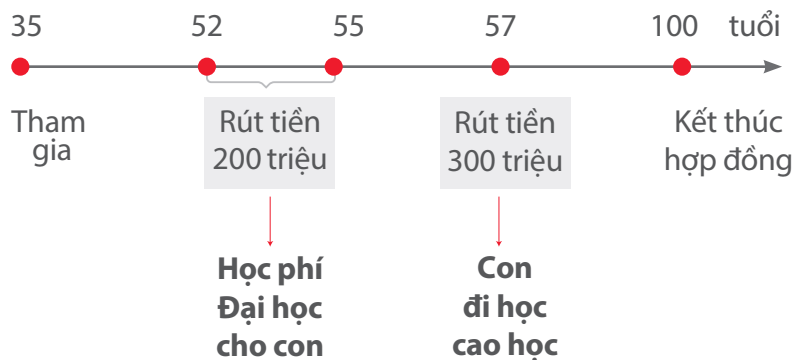 35 52 55 57 100 tuổi
Tham
gia
Rút tiền
200 triệu
Rút tiền
300 triệu
Kết thúc
hợp đồng
Học phí
Đại học
cho con
Con
đi học
cao học